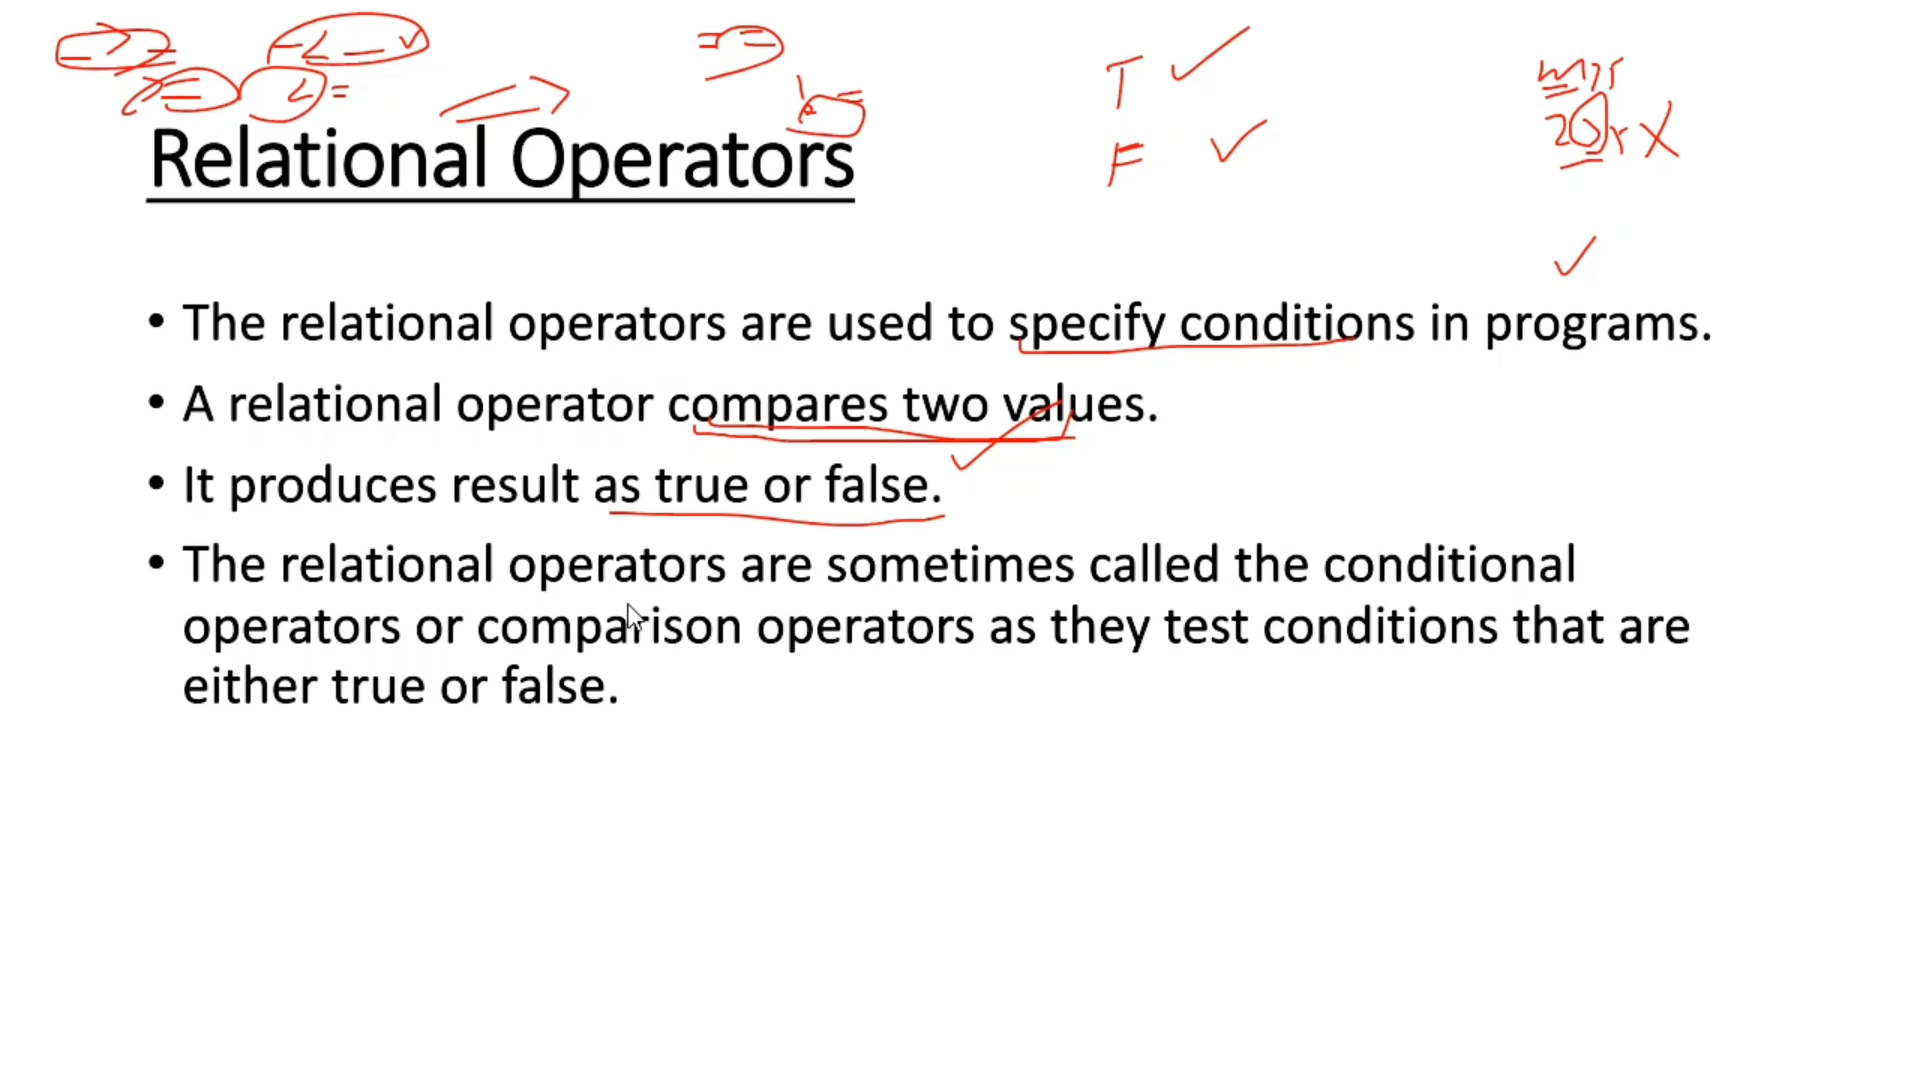 T
F
Relational Operators
• The relational operators are used to specify conditions in programs.
• A relational operator compares two values.
• It produces result as true or false.
• The relational operators are sometimes called the conditional
operators or comparison operators as they test conditions that are
either true or false.